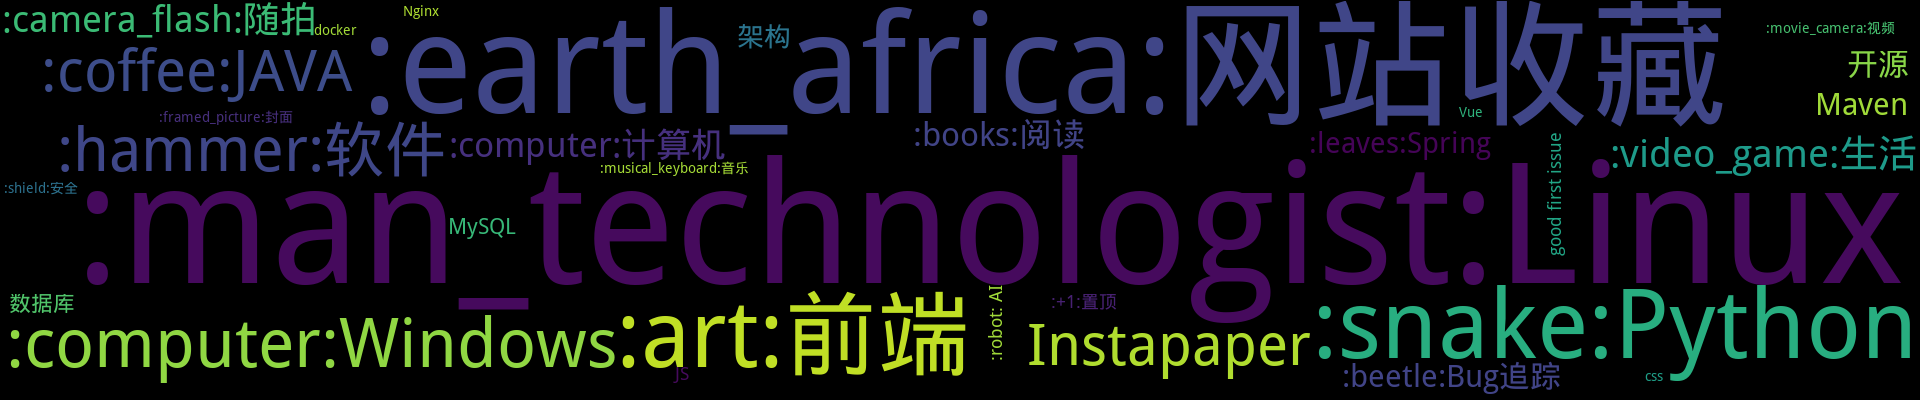 :camera_flash:随拍
docker
Nginx
:earth_africa:网站收藏
架构
:movie_camera:视频
开源
:coffee:JAVA
Maven
:framed_picture:封面
Vue
:hammer:软件
:computer:计算机
:books:阅读
:leaves:Spring
good first issue
:video_game:生活
:musical_keyboard:音乐
:shield:安全
:man_technologist:Linux
MySQL
数据库
:robot: AI
:+1:置顶
:computer:Windows
:art:前端
Instapaper
:snake:Python
js
:beetle:Bug追踪
css